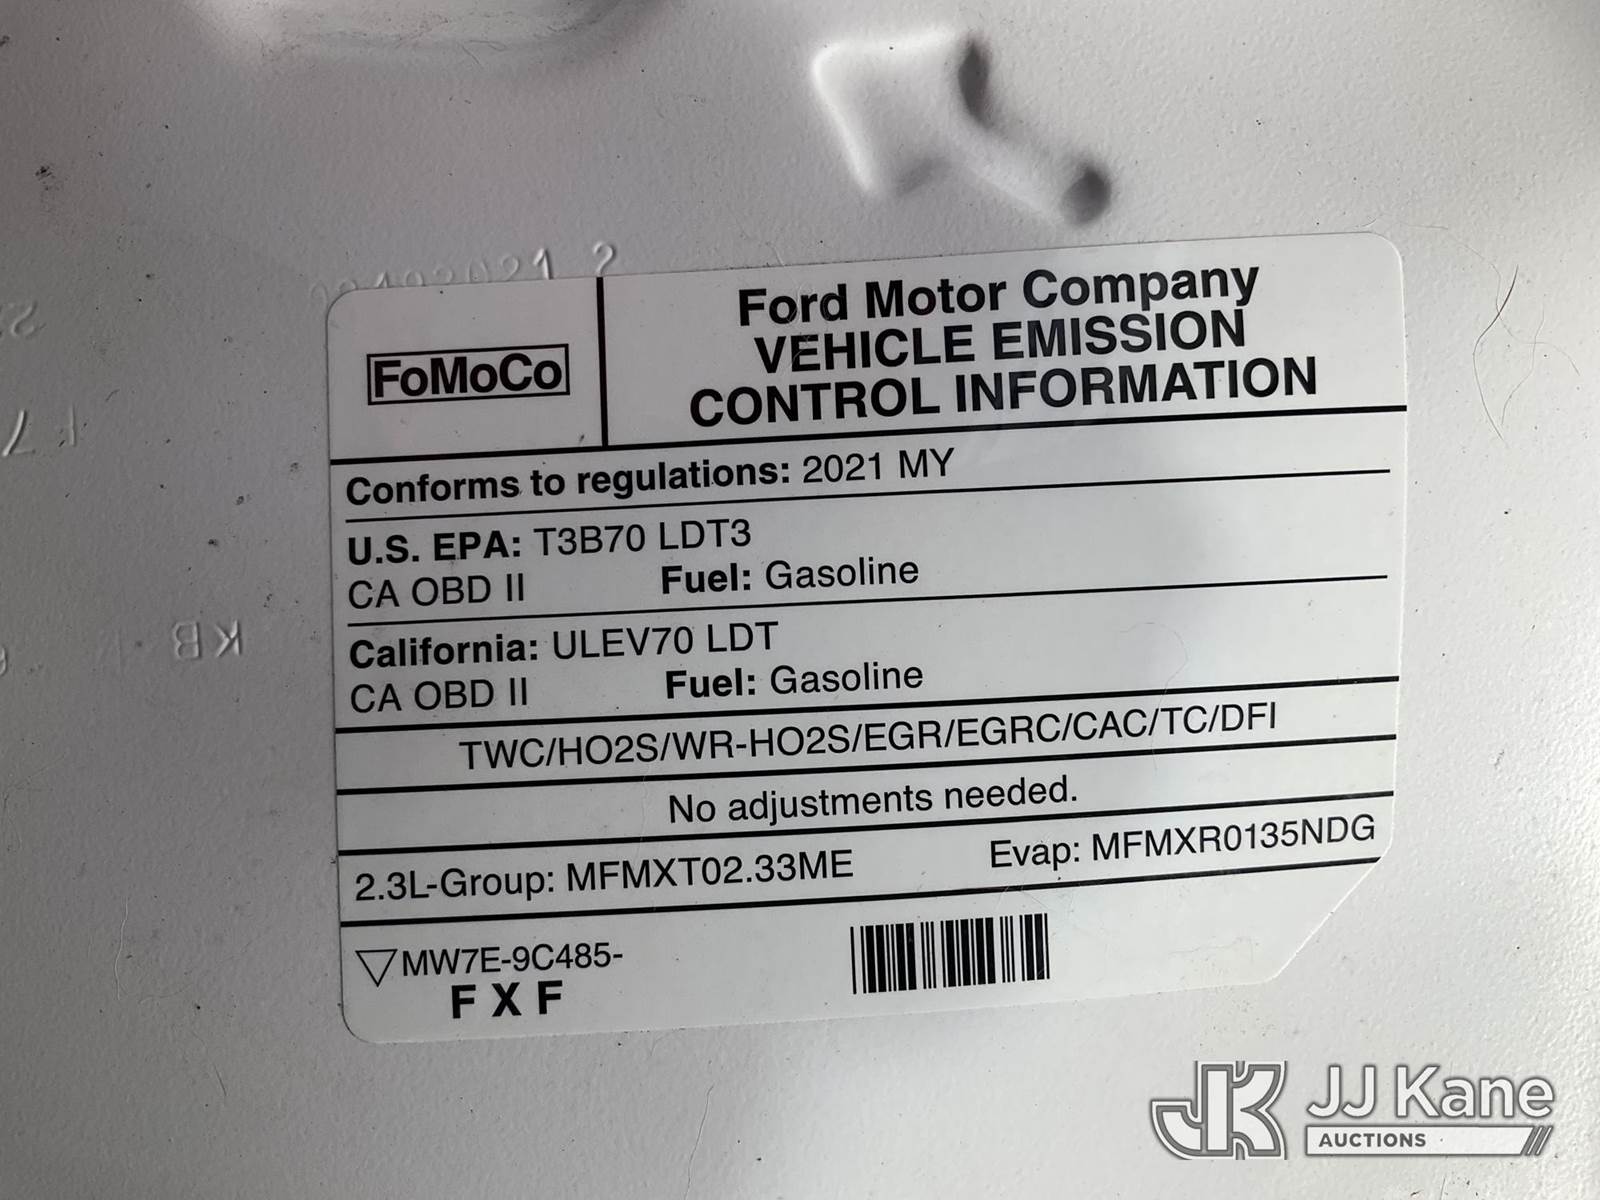 FoMoCo
Ford Motor Company
VEHICLE EMISSION
CONTROL INFORMATION
Conforms to regulations: 2021 MY
U.S. EPA: T3B70 LDT3
CA OBD II Fuel: Gasoline
California: ULEV70 LDT
CA OBD II Fuel: Gasoline
TWC/HO2S/WR-HO2S/EGR/EGRC/CAC/TC/DFI
No adjustments needed.
2.3L-Group: MFMXT02.33ME Evap: MFMXR0135NDG
MW7E-9C485-
F X F
KB
JK JJ Kane
AUCTIONS